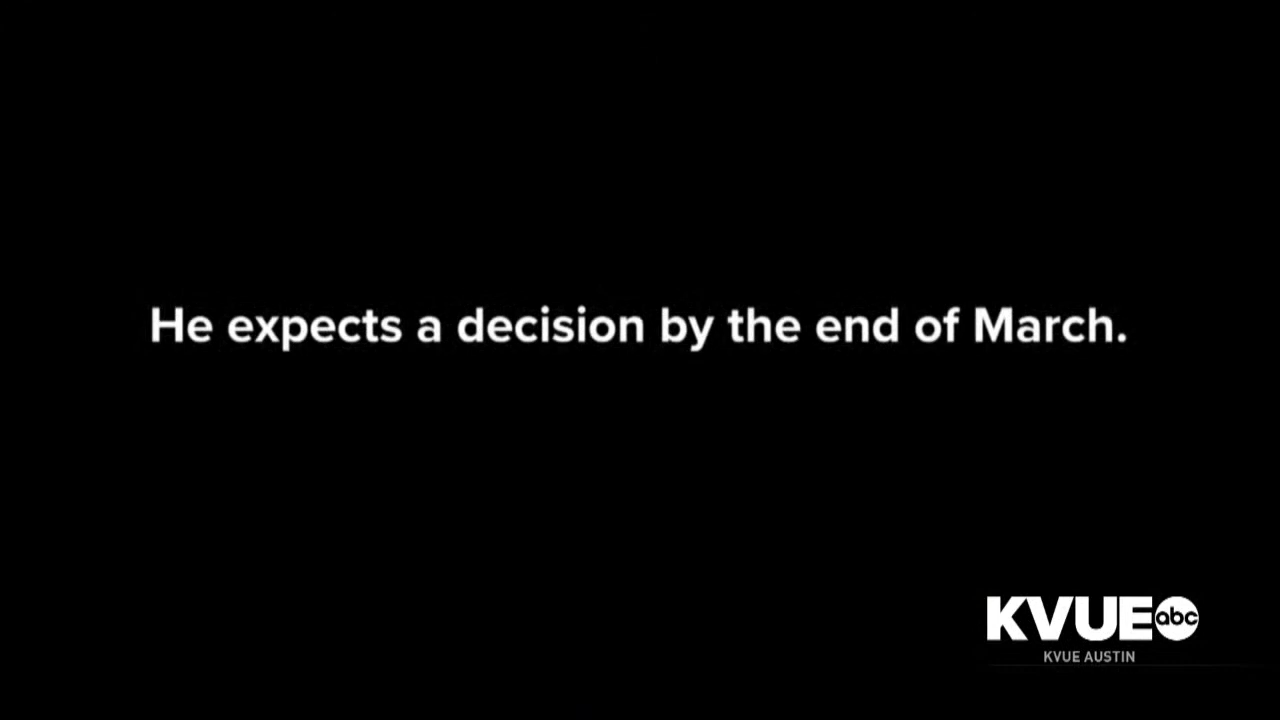 He expects a decision by the end of March.
KVUE abc
KVUE AUSTIN